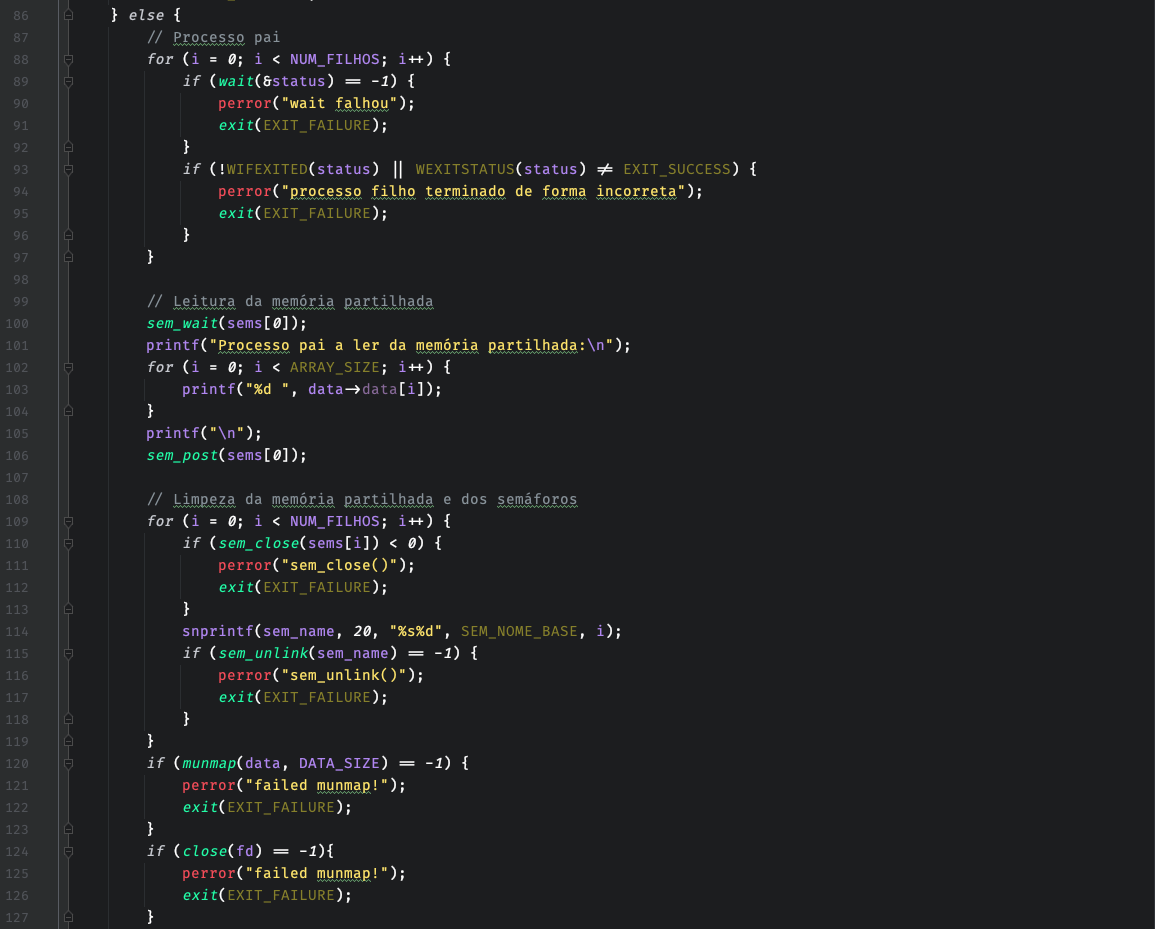 86 } else {
87 // Processo pai
88 for (i = 0; i < NUM_FILHOS; i++) {
89 if (wait(&status) == -1) {
90 perror("wait falhou");
91 exit(EXIT_FAILURE);
92 }
93 if (!WIFEXITED(status) || WEXITSTATUS(status) != EXIT_SUCCESS) {
94 perror("processo filho terminado de forma incorreta");
95 exit(EXIT_FAILURE);
96 }
97 }
98
99 // Leitura da memória partilhada
100 sem_wait(sems[0]);
101 printf("Processo pai a ler da memória partilhada:\n");
102 for (i = 0; i < ARRAY_SIZE; i++) {
103 printf("%d ", data->data[i]);
104 }
105 printf("\n");
106 sem_post(sems[0]);
107
108 // Limpeza da memória partilhada e dos semáforos
109 for (i = 0; i < NUM_FILHOS; i++) {
110 if (sem_close(sems[i]) < 0) {
111 perror("sem_close()");
112 exit(EXIT_FAILURE);
113 }
114 snprintf(sem_name, 20, "%s%d", SEM_NOME_BASE, i);
115 if (sem_unlink(sem_name) == -1) {
116 perror("sem_unlink()");
117 exit(EXIT_FAILURE);
118 }
119 }
120 if (munmap(data, DATA_SIZE) == -1) {
121 perror("failed munmap!");
122 exit(EXIT_FAILURE);
123 }
124 if (close(fd) == -1){
125 perror("failed munmap!");
126 exit(EXIT_FAILURE);
127 }